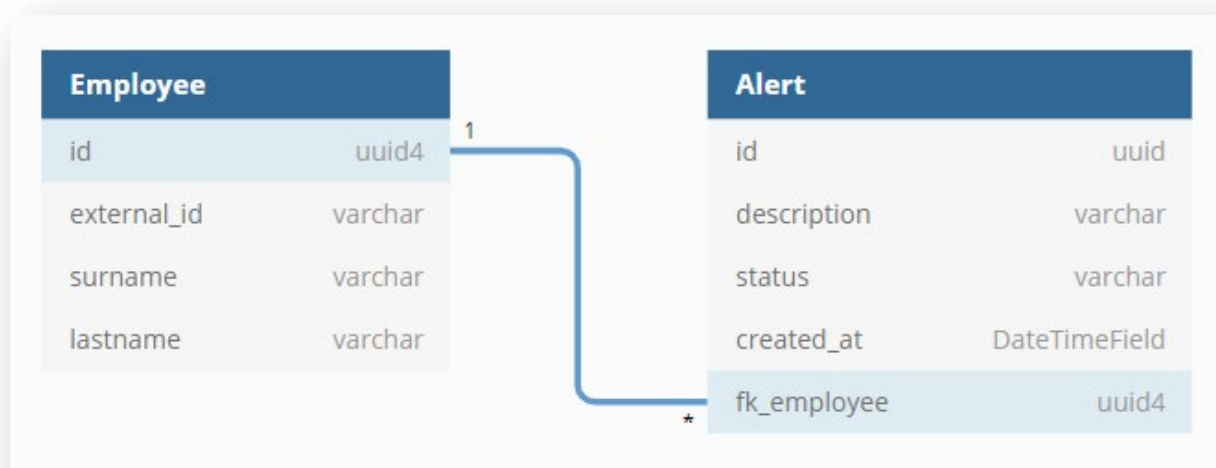 Employee
id uuid4
external_id varchar
surname varchar
lastname varchar
1
*
Alert
id uuid
description varchar
status varchar
created_at DateTimeField
fk_employee uuid4